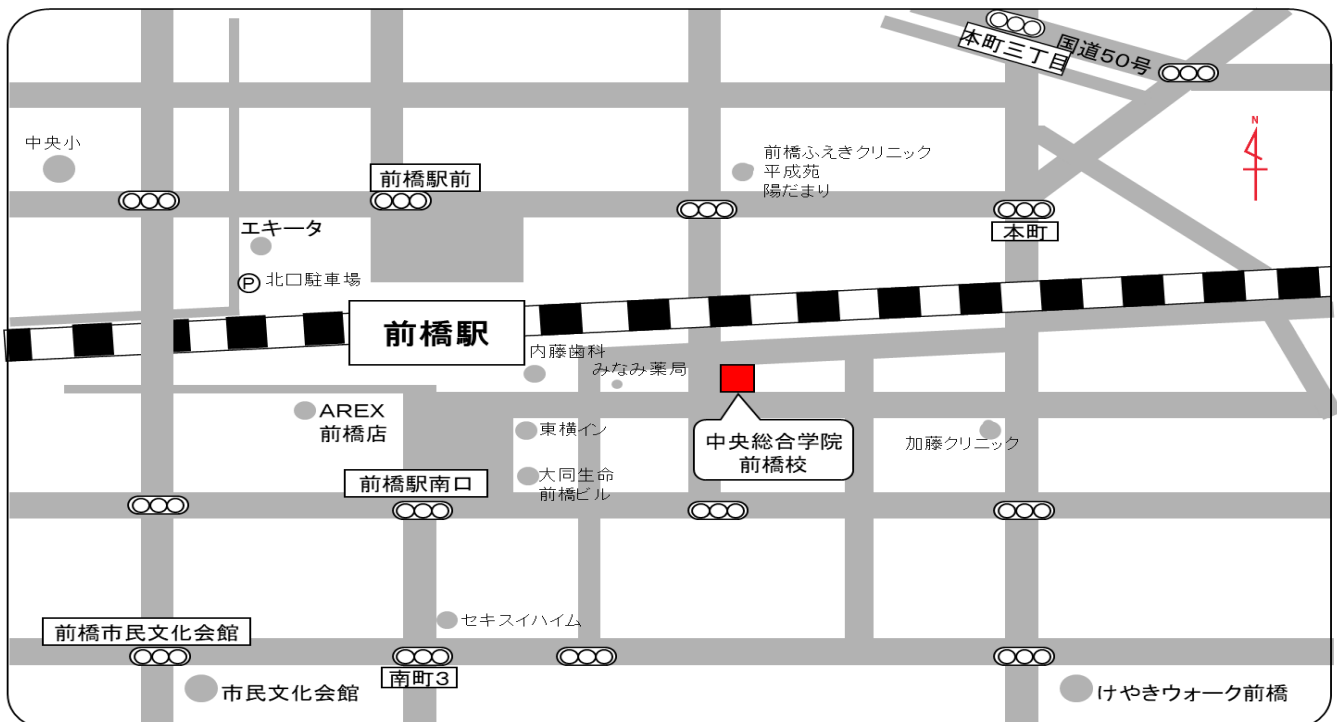 本町三丁目
国道50号
N
中央小
前橋駅前
前橋ふえきクリニック
平成苑
陽だまり
エキータ
本町
P 北口駐車場
前橋駅
内藤歯科
みなみ薬局
AREX
前橋店
東横イン
中央総合学院
前橋校
加藤クリニック
前橋駅南口
大同生命
前橋ビル
セキスイハイム
前橋市民文化会館
南町3
市民文化会館
けやきウォーク前橋